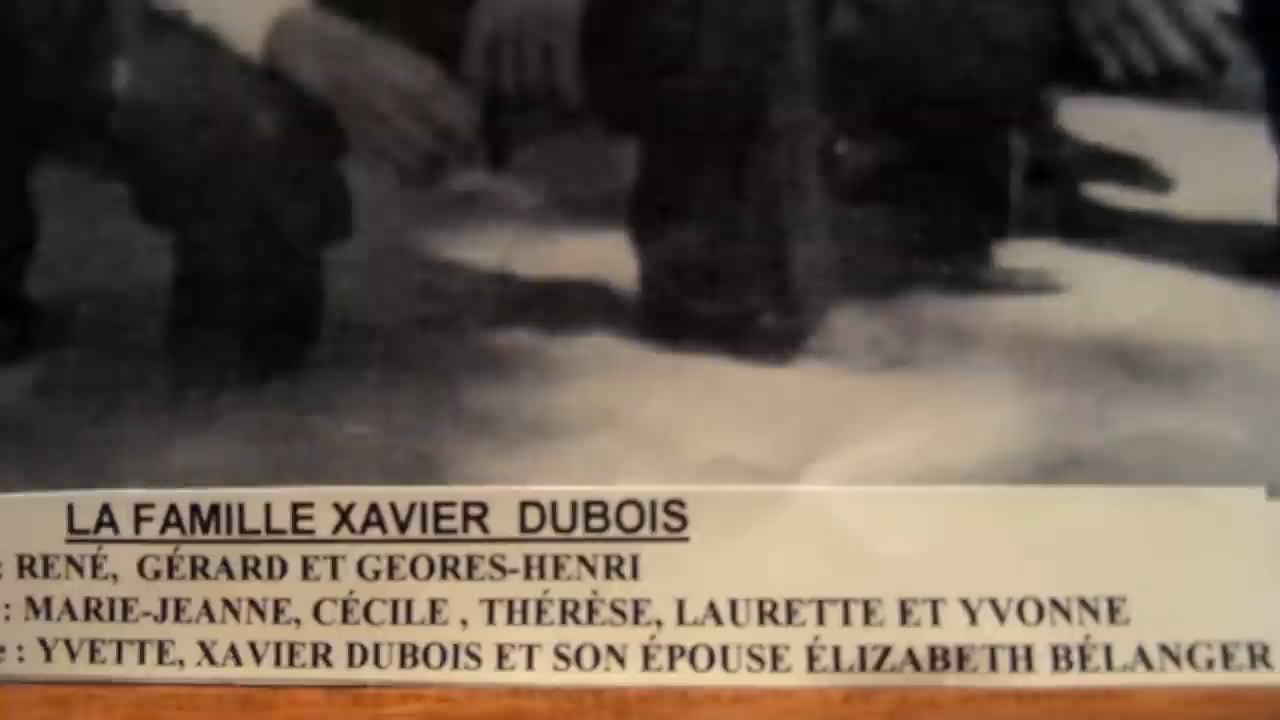 LA FAMILLE XAVIER DUBOIS
: RENÉ, GÉRARD ET GEORES-HENRI
: MARIE-JEANNE, CÉCILE , THÉRÈSE, LAURETTE ET YVONNE
e : YVETTE, XAVIER DUBOIS ET SON ÉPOUSE ÉLIZABETH BÉLANGER